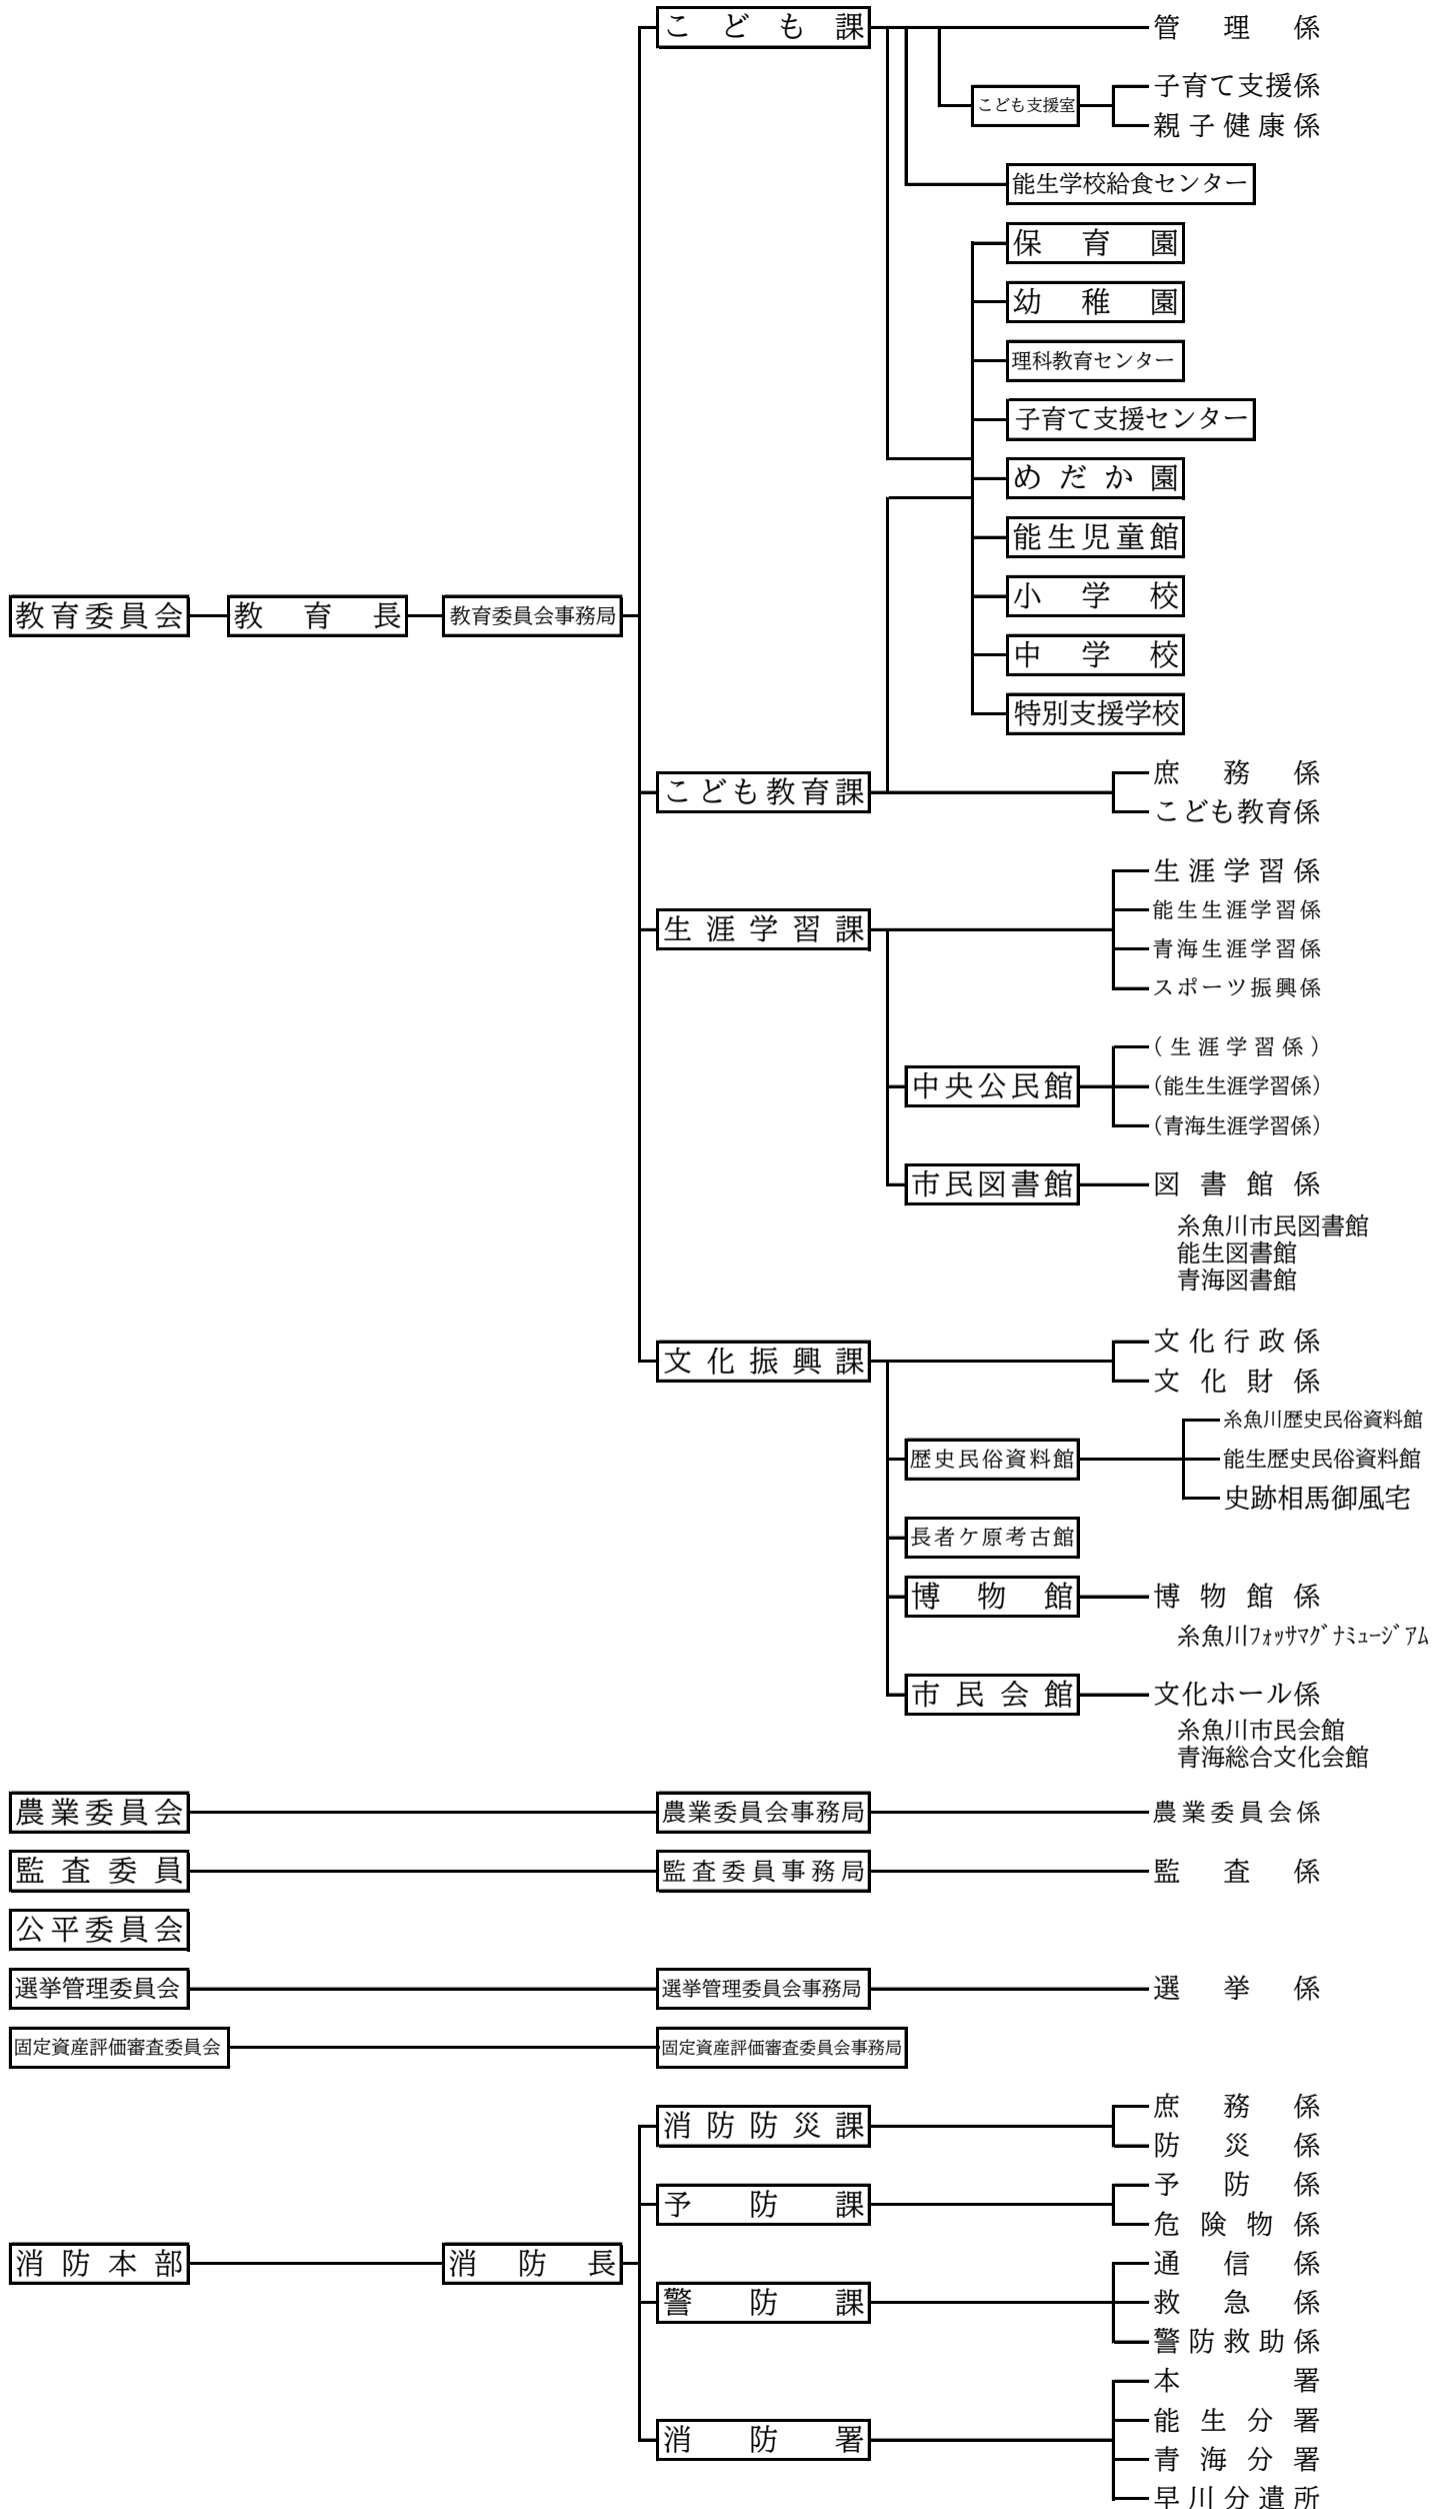 こども課
管理係
子育て支援係
こども支援室
親子健康係
能生学校給食センター
保育園
幼稚園
理科教育センター
子育て支援センター
めだか園
能生児童館
小学校
教育委員会 教育長 教育委員会事務局
中学校
特別支援学校
庶務係
こども教育課
こども教育係
生涯学習係
能生生涯学習係
生涯学習課
青海生涯学習係
スポーツ振興係
(生涯学習係)
中央公民館 (能生生涯学習係)
(青海生涯学習係)
市民図書館 図書館係
糸魚川市民図書館
能生図書館
青海図書館
文化行政係
文化振興課
文化財係
糸魚川歴史民俗資料館
歴史民俗資料館 能生歴史民俗資料館
史跡相馬御風宅
長者ケ原考古館
博物館 博物館係
糸魚川フォッサマグナミュージアム
市民会館 文化ホール係
糸魚川市民会館
青海総合文化会館
農業委員会 農業委員会事務局 農業委員会係
監査委員 監査委員事務局 監査係
公平委員会
選挙管理委員会 選挙管理委員会事務局 選挙係
固定資産評価審査委員会 固定資産評価審査委員会事務局
庶務係
消防防災課
防災係
予防係
予防課
危険物係
消防本部 消防長 通信係
警防課 救急係
警防救助係
本署
能生分署
消防署
青海分署
早川分遣所